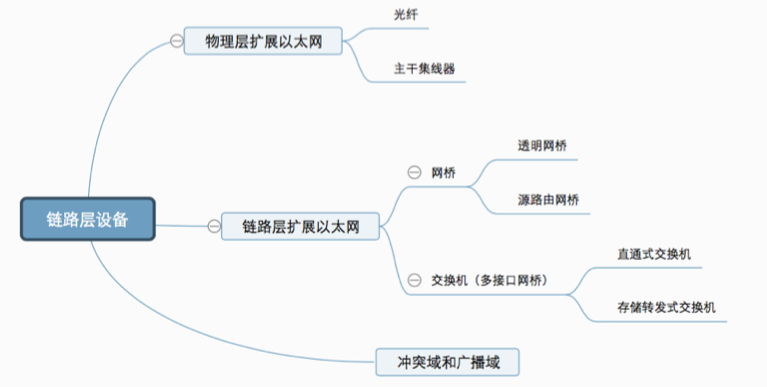 光纤
物理层扩展以太网
主干集线器
透明网桥
网桥
源路由网桥
链路层设备
链路层扩展以太网
直通式交换机
交换机（多接口网桥）
存储转发式交换机
冲突域和广播域